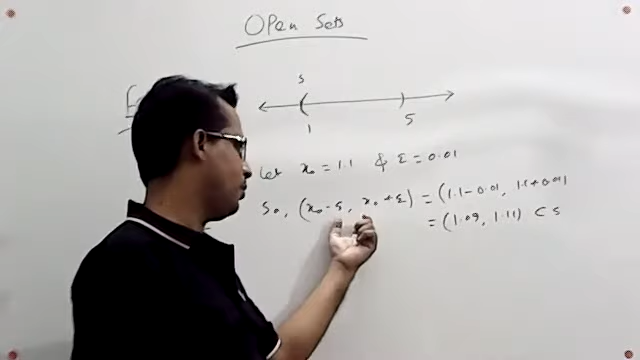 Open Sets
E
S
1 5
Let x₀ = 1.1 & ε = 0.01
So, (x₀ - ε, x₀ + ε) = (1.1 - 0.01, 1.1 + 0.01)
= (1.09, 1.11) ⊂ S